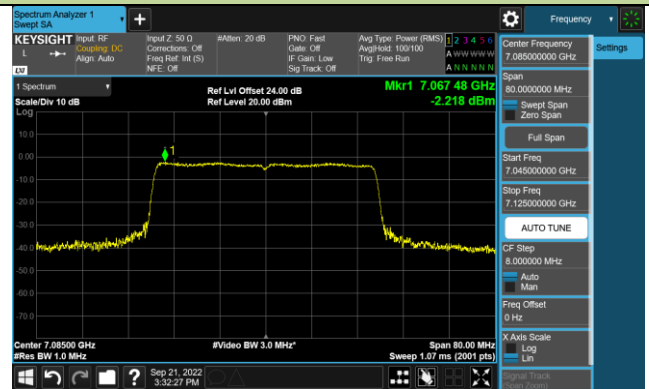 Spectrum Analyzer 1
Swept SA
+
Frequency
KEYSIGHT
Input: RF
Coupling: DC
Align: Auto
L
LXI
Input Z: 50 Ω
Corrections: Off
Freq Ref: Int (S)
NFE: Off
#Atten: 20 dB
PNO: Fast
Gate: Off
IF Gain: Low
Sig Track: Off
Avg Type: Power (RMS)
Avg|Hold: 100/100
Trig: Free Run
1 2 3 4 5 6
A W W W W W
A N N N N N
1 Spectrum
Scale/Div 10 dB
Log
Ref Lvl Offset 24.00 dB
Ref Level 20.00 dBm
Mkr1 7.067 48 GHz
-2.218 dBm
1
10.0
0.00
-10.0
-20.0
-30.0
-40.0
-50.0
-60.0
-70.0
Center 7.08500 GHz
#Res BW 1.0 MHz
#Video BW 3.0 MHz*
Span 80.00 MHz
Sweep 1.07 ms (2001 pts)
Center Frequency
7.085000000 GHz
Settings
Span
80.0000000 MHz
Swept Span
Zero Span
Full Span
Start Freq
7.045000000 GHz
Stop Freq
7.125000000 GHz
AUTO TUNE
CF Step
8.000000 MHz
Auto
Man
Freq Offset
0 Hz
X Axis Scale
Log
Lin
Signal Track
(Span Zoom)
?
Sep 21, 2022
3:32:27 PM